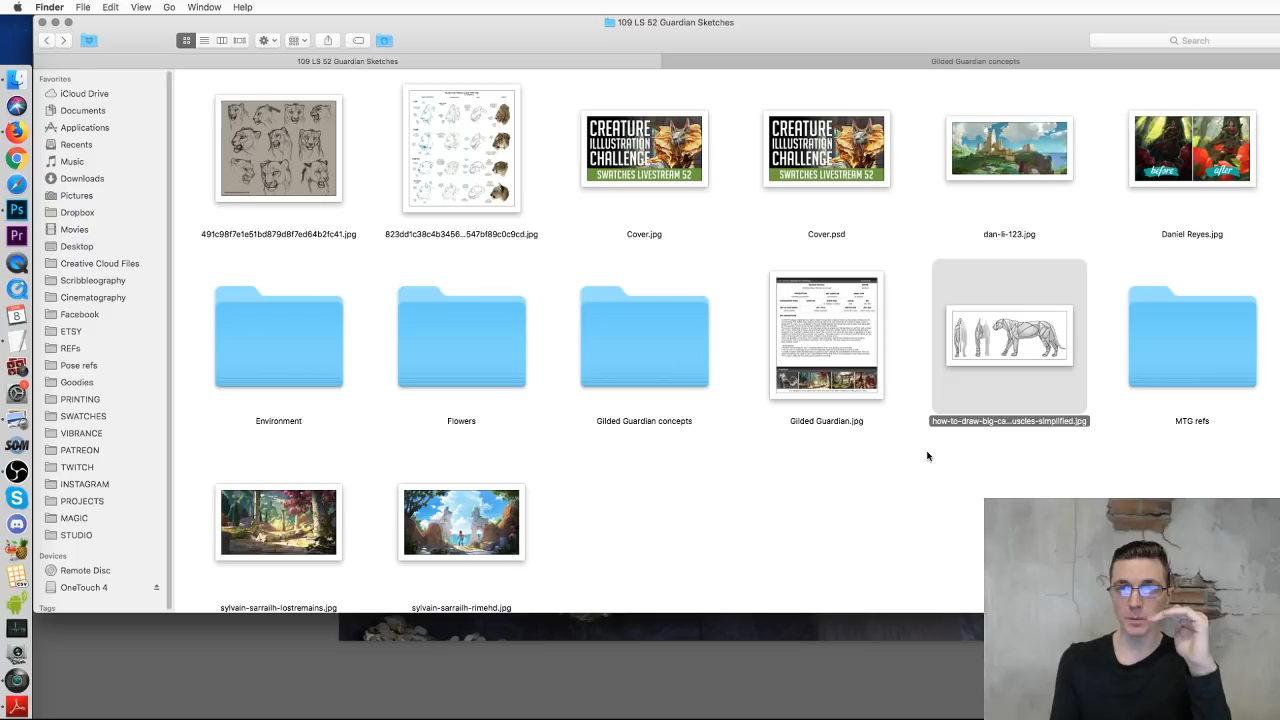 Finder File Edit View Go Window Help
109 LS 52 Guardian Sketches
Search
109 LS 52 Guardian Sketches
Gilded Guardian concepts
Favorites
iCloud Drive
Documents
Applications
Recents
Music
Downloads
Pictures
Dropbox
Movies
Desktop
Creative Cloud Files
Scribbleography
Cinematography
Facebook
ETSY
REFs
Pose refs
Goodies
PRINTING
SWATCHES
VIBRANCE
PATREON
TWITCH
INSTAGRAM
PROJECTS
MAGIC
STUDIO
Devices
Remote Disc
OneTouch 4
Tags
CREATURE
ILLUSTRATION
CHALLENGE
SWATCHES LIVESTREAM 52
CREATURE
ILLUSTRATION
CHALLENGE
SWATCHES LIVESTREAM 52
before after
491c98f7e1e51bd879d8f7ed64b2fc41.jpg
823dd1c38c4b3456...547bf89c0c9cd.jpg
Cover.jpg
Cover.psd
dan-li-123.jpg
Daniel Reyes.jpg
Environment
Flowers
Gilded Guardian concepts
Gilded Guardian.jpg
how-to-draw-big-ca...uscles-simplified.jpg
MTG refs
sylvain-sarrailh-lostremains.jpg
sylvain-sarrailh-rimehd.jpg
Ps
Pr
8
SOM
CSV